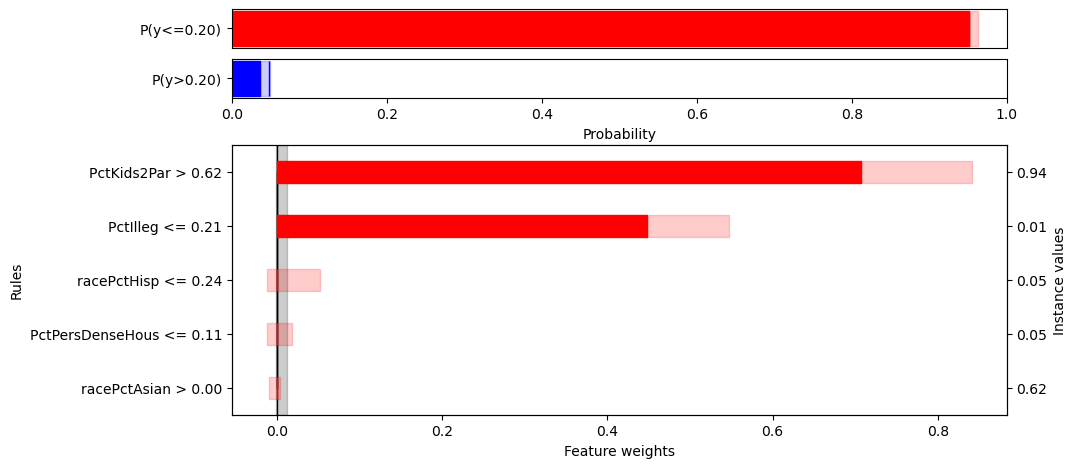 P(y<=0.20)
P(y>0.20)
0.0 0.2 0.4 0.6 0.8 1.0
Probability
Rules
PctKids2Par > 0.62
PctIlleg <= 0.21
racePctHisp <= 0.24
PctPersDenseHous <= 0.11
racePctAsian > 0.00
0.94
0.01
0.05
0.05
0.62
Instance values
0.0 0.2 0.4 0.6 0.8
Feature weights